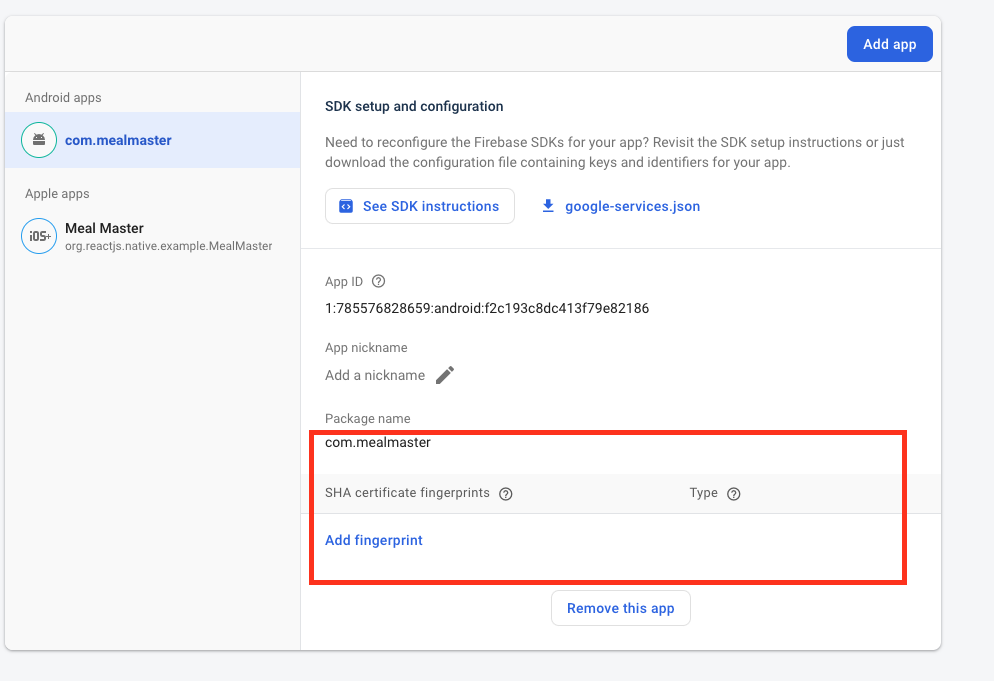 Add app
Android apps
com.mealmaster
Apple apps
iOS+
Meal Master
org.reactjs.native.example.MealMaster
SDK setup and configuration
Need to reconfigure the Firebase SDKs for your app? Revisit the SDK setup instructions or just
download the configuration file containing keys and identifiers for your app.
See SDK instructions
google-services.json
App ID
1:785576828659:android:f2c193c8dc413f79e82186
App nickname
Add a nickname
Package name
com.mealmaster
SHA certificate fingerprints
Type
Add fingerprint
Remove this app